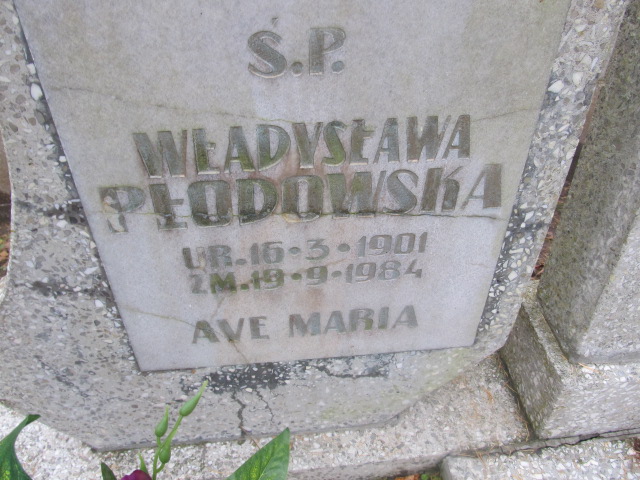 Ś.P.
WŁADYSŁAWA
PŁODOWSKA
UR. 16·3·1901
ZM. 19·9·1984
AVE MARIA